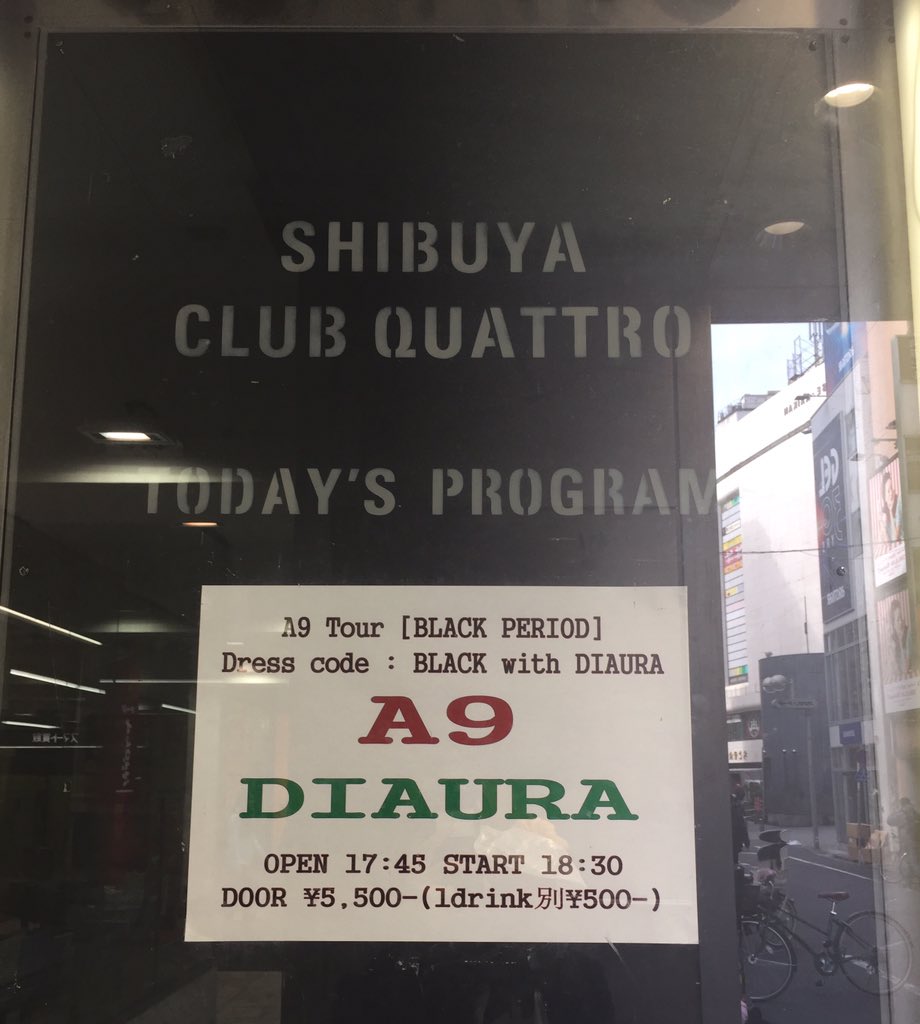 SHIBUYA
CLUB QUATTRO
TODAY'S PROGRAM
A9 Tour [BLACK PERIOD]
Dress code : BLACK with DIAURA
A9
DIAURA
OPEN 17:45 START 18:30
DOOR ¥5,500-(1drink別¥500-)